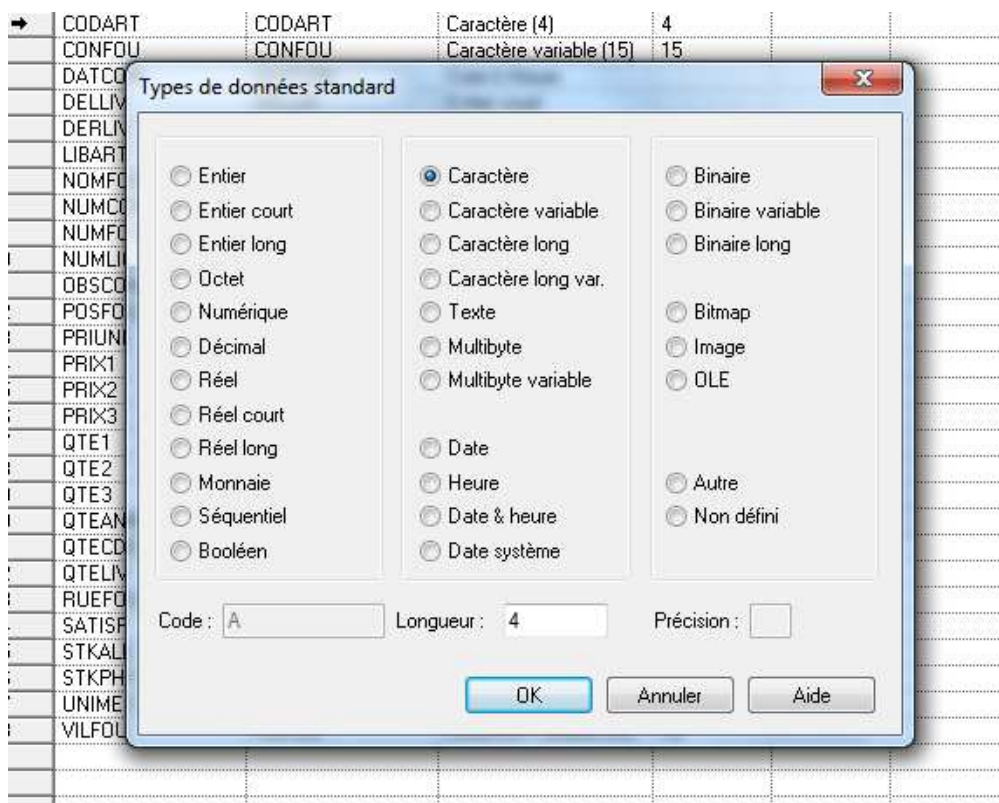 CODART CODART Caractère (4) 4
CONFOU CONFOU Caractère variable (15) 15
Types de données standard
Entier
Entier court
Entier long
Octet
Numérique
Décimal
Réel
Réel court
Réel long
Monnaie
Séquentiel
Booléen
Caractère
Caractère variable
Caractère long
Caractère long var.
Texte
Multibyte
Multibyte variable
Date
Heure
Date & heure
Date système
Binaire
Binaire variable
Binaire long
Bitmap
Image
OLE
Autre
Non défini
Code : A
Longueur : 4
Précision :
OK
Annuler
Aide
DATCO
DELLIV
DERLIV
LIBART
NOMFO
NUMCO
NUMFO
NUMLI
OBSCO
POSFO
PRIUNI
PRIX1
PRIX2
PRIX3
QTE1
QTE2
QTE3
QTEAN
QTECD
QTELIV
RUEFO
SATISF
STKALE
STKPH
UNIME
VILFOU